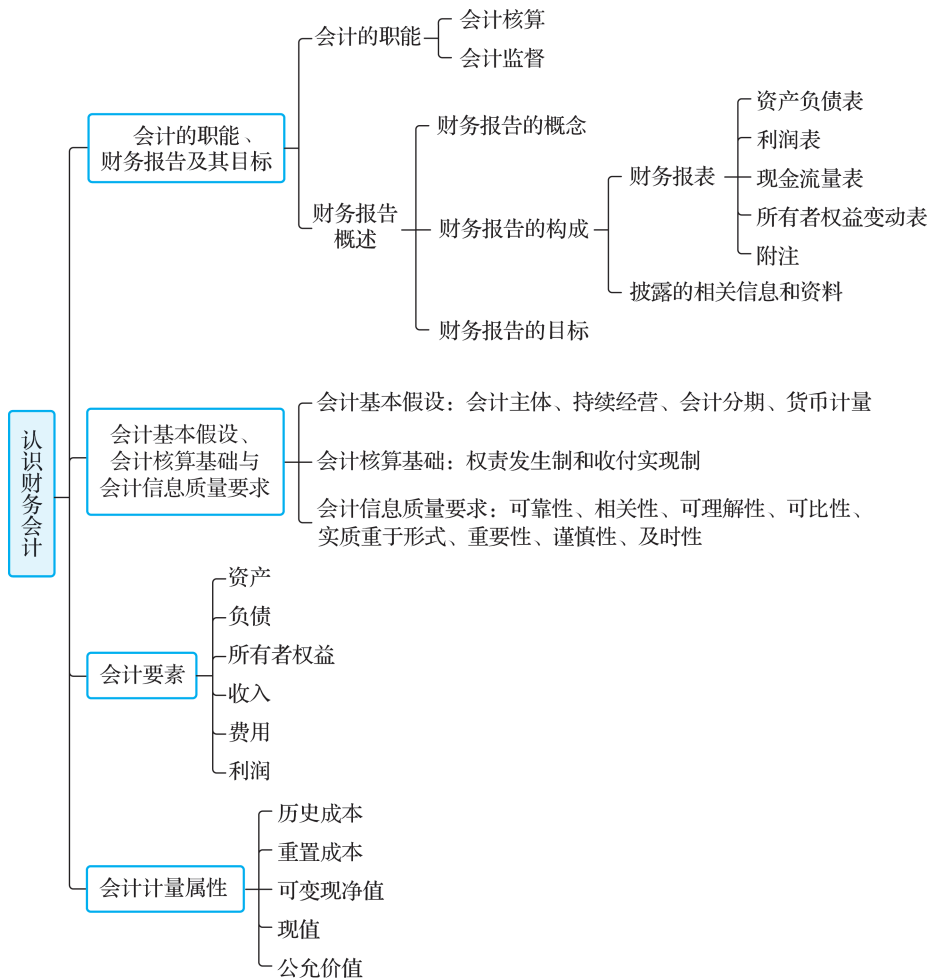 认识财务会计
会计的职能、
财务报告及其目标
会计的职能
会计核算
会计监督
财务报告
概述
财务报告的概念
财务报告的构成
财务报表
资产负债表
利润表
现金流量表
所有者权益变动表
附注
披露的相关信息和资料
财务报告的目标
会计基本假设、
会计核算基础与
会计信息质量要求
会计基本假设：会计主体、持续经营、会计分期、货币计量
会计核算基础：权责发生制和收付实现制
会计信息质量要求：可靠性、相关性、可理解性、可比性、
实质重于形式、重要性、谨慎性、及时性
会计要素
资产
负债
所有者权益
收入
费用
利润
会计计量属性
历史成本
重置成本
可变现净值
现值
公允价值